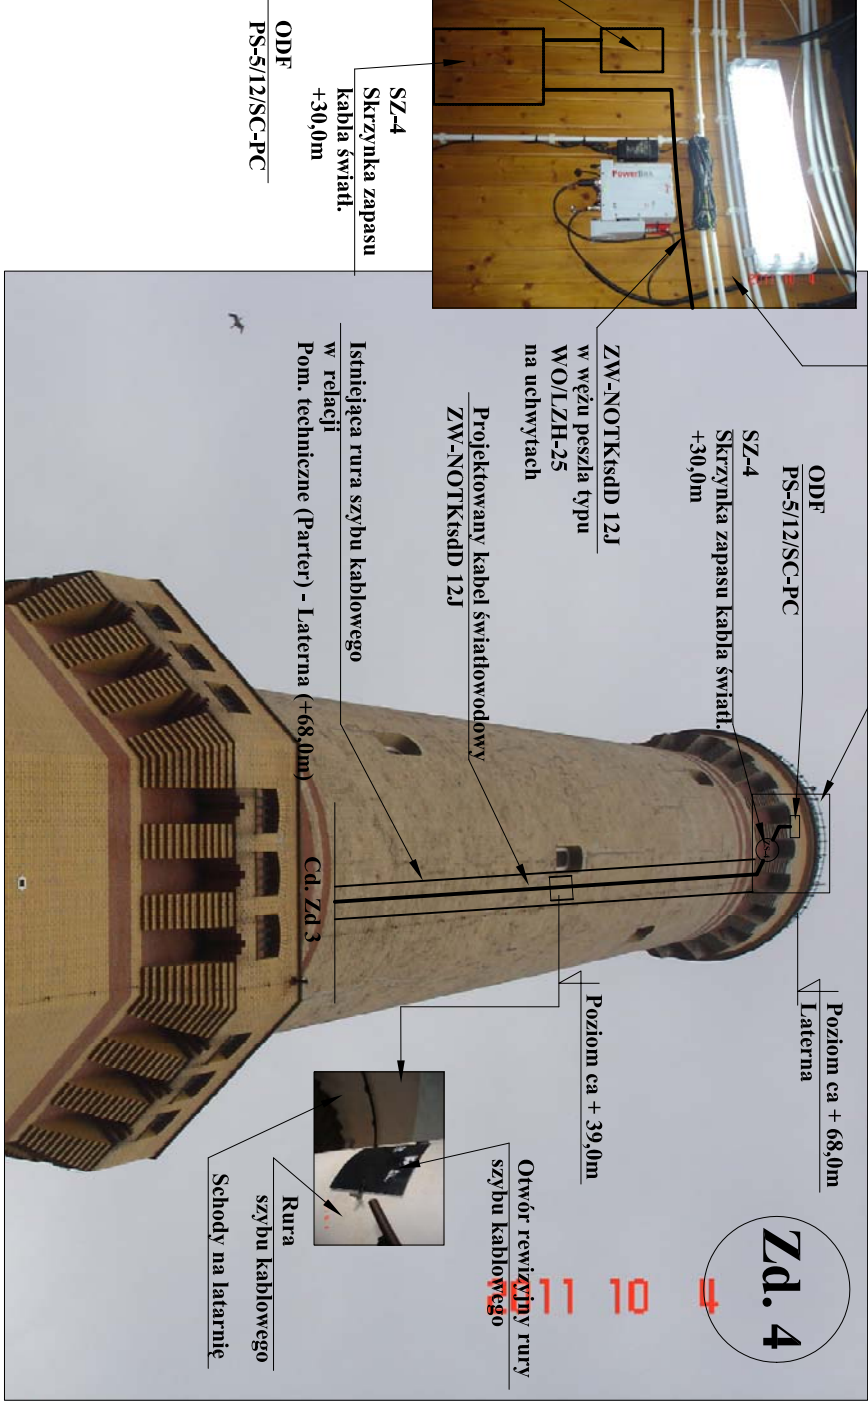 ODF
PS-5/12/SC-PC
SZ-4
Skrzynka zapasu
kabla światł.
+30,0m
PowerBox
2011 10 4
ZW-NOTKtsdD 12J
w wężu peszla typu
WO/LZH-25
na uchwytach
ODF
PS-5/12/SC-PC
SZ-4
Skrzynka zapasu kabla światł.
+30,0m
Projektowany kabel światłowodowy
ZW-NOTKtsdD 12J
Istniejąca rura szybu kablowego
w relacji
Pom. techniczne (Parter) - Laterna (+68,0m)
Cd. Zd 3
Poziom ca + 68,0m
Laterna
Poziom ca + 39,0m
Otwór rewizyjny rury
szybu kablowego
Rura
szybu kablowego
Schody na latarnię
Zd. 4
2011 10 4